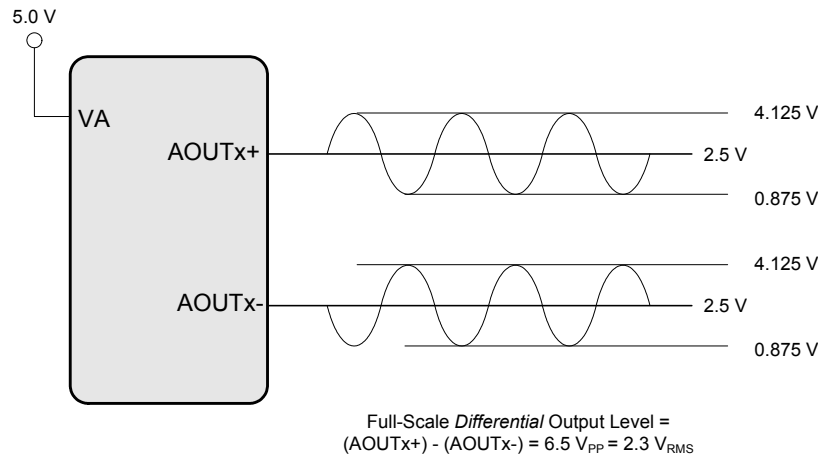 5.0 V
VA
AOUTx+
4.125 V
2.5 V
0.875 V
AOUTx-
4.125 V
2.5 V
0.875 V
Full-Scale Differential Output Level =
(AOUTx+) - (AOUTx-) = 6.5 VPP = 2.3 VRMS